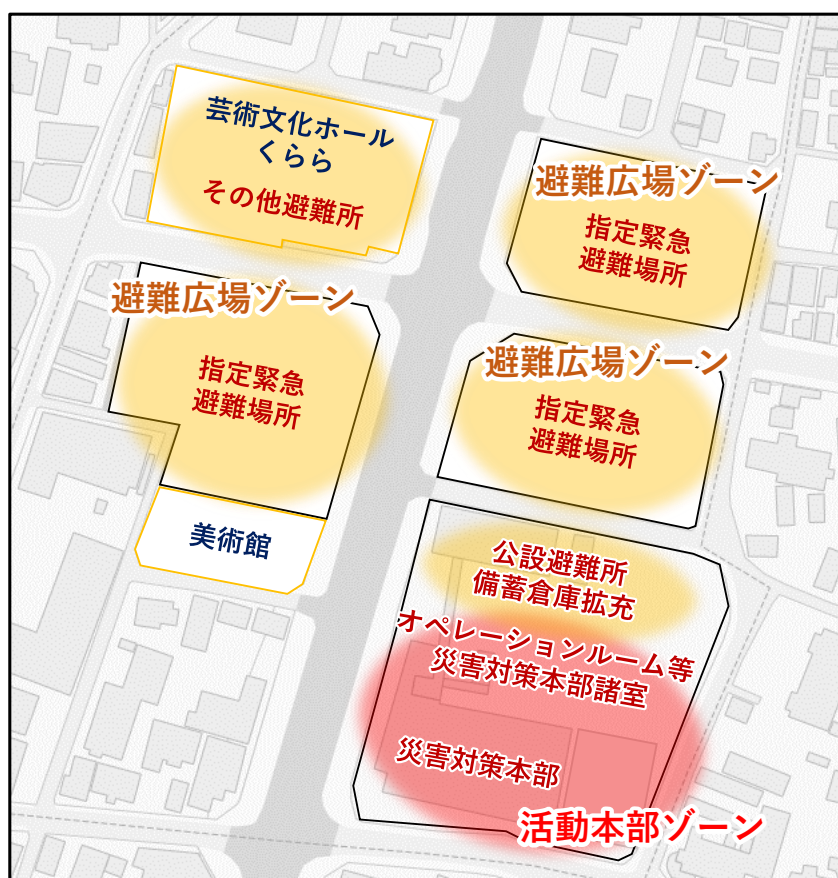 芸術文化ホール
くらら
その他避難所
避難広場ゾーン
指定緊急
避難場所
避難広場ゾーン
指定緊急
避難場所
避難広場ゾーン
指定緊急
避難場所
美術館
公設避難所
備蓄倉庫拡充
オペレーションルーム等
災害対策本部諸室
災害対策本部
活動本部ゾーン